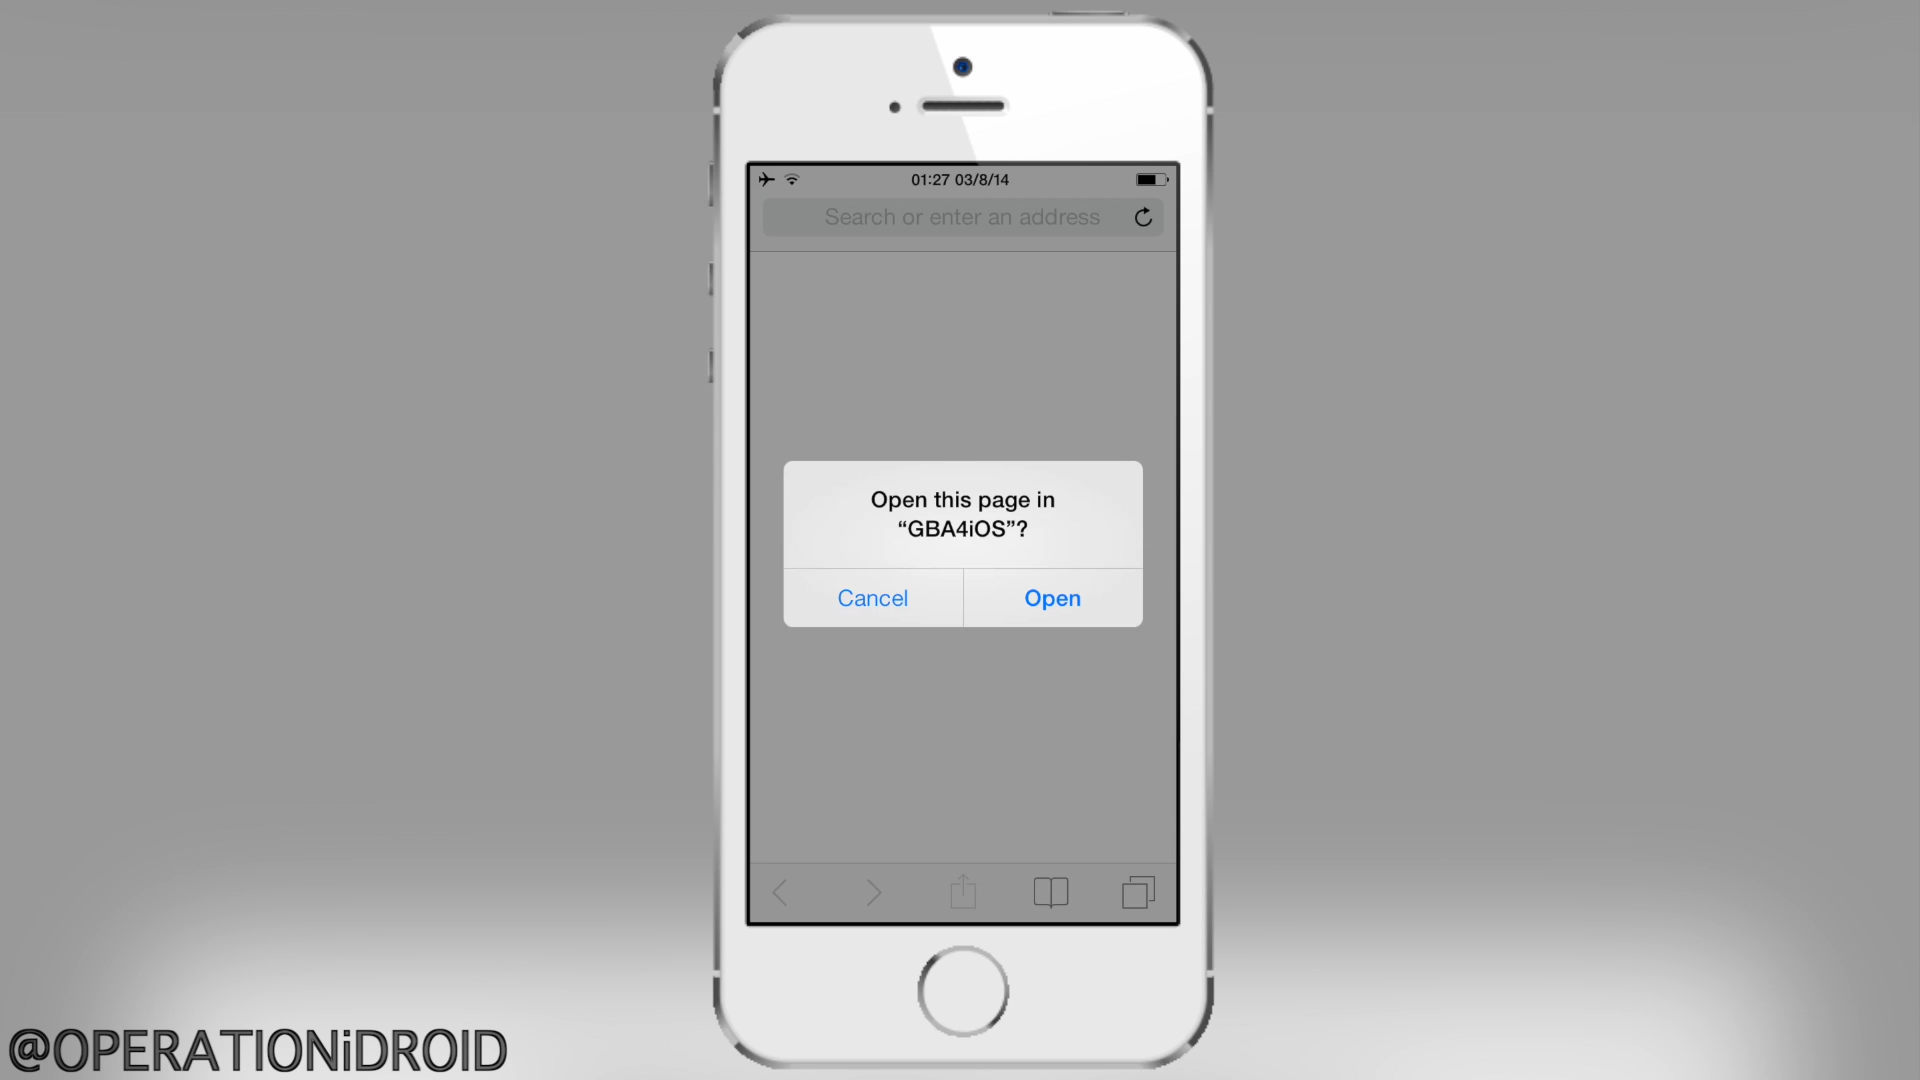 01:27 03/8/14
Search or enter an address
Open this page in
“GBA4iOS”?
Cancel
Open
@OPERATIONiDROID